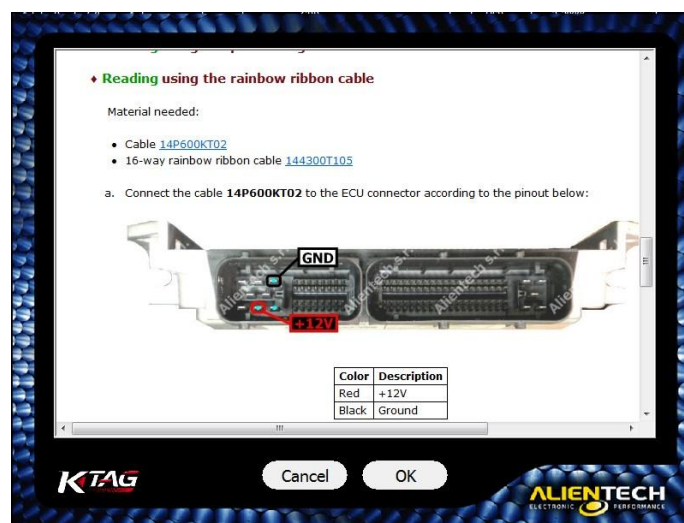 ♦ Reading using the rainbow ribbon cable
Material needed:
• Cable 14P600KT02
• 16-way rainbow ribbon cable 144300T105
a. Connect the cable 14P600KT02 to the ECU connector according to the pinout below:
GND
Alientech s.r.l.
Alientech s.r.l.
+12V
Color Description
Red +12V
Black Ground
KTAG
Cancel
OK
ALIENTECH
ELECTRONIC PERFORMANCE